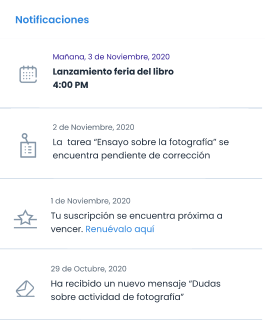 Notificaciones
Mañana, 3 de Noviembre, 2020
Lanzamiento feria del libro
4:00 PM
2 de Noviembre, 2020
La tarea “Ensayo sobre la fotografía” se
encuentra pendiente de corrección
1 de Noviembre, 2020
Tu suscripción se encuentra próxima a
vencer. Renuévalo aquí
29 de Octubre, 2020
Ha recibido un nuevo mensaje “Dudas
sobre actividad de fotografía”